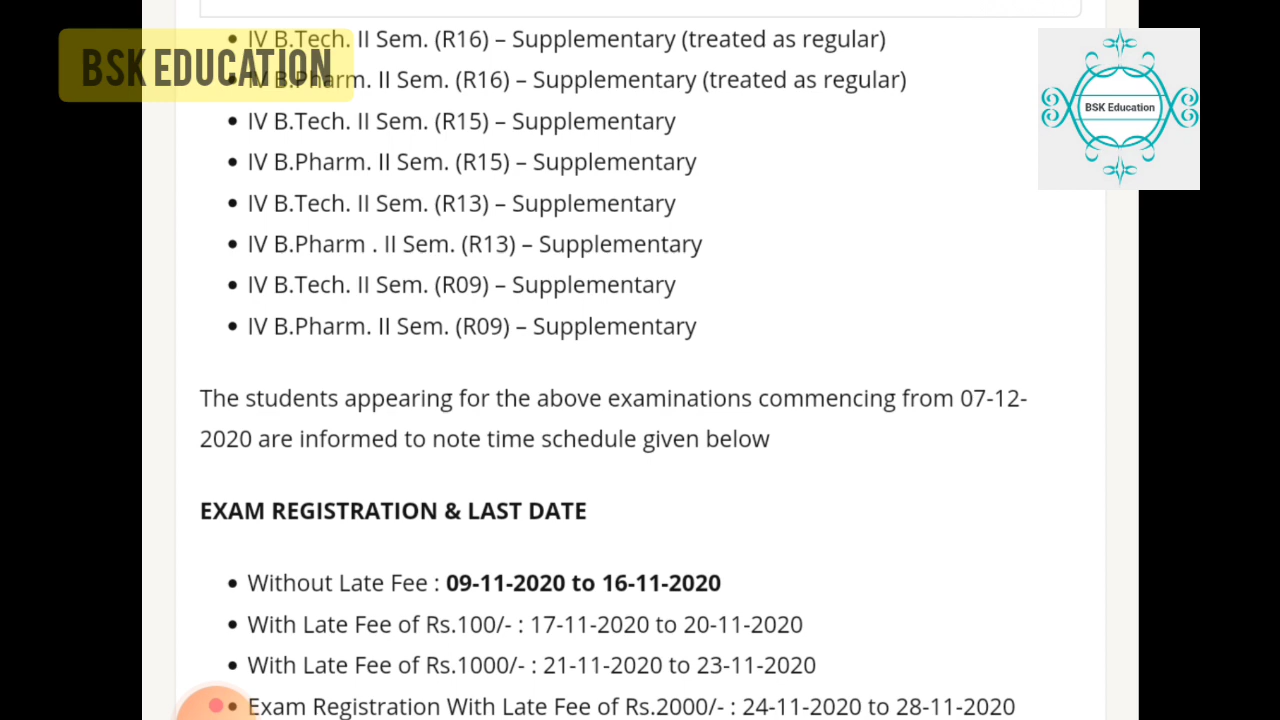 IV B.Tech. II Sem. (R16) – Supplementary (treated as regular)
BSK EDUCATION
IV B.Pharm. II Sem. (R16) – Supplementary (treated as regular)
BSK Education
IV B.Tech. II Sem. (R15) – Supplementary
IV B.Pharm. II Sem. (R15) – Supplementary
IV B.Tech. II Sem. (R13) – Supplementary
IV B.Pharm . II Sem. (R13) – Supplementary
IV B.Tech. II Sem. (R09) – Supplementary
IV B.Pharm. II Sem. (R09) – Supplementary
The students appearing for the above examinations commencing from 07-12-
2020 are informed to note time schedule given below
EXAM REGISTRATION & LAST DATE
Without Late Fee : 09-11-2020 to 16-11-2020
With Late Fee of Rs.100/- : 17-11-2020 to 20-11-2020
With Late Fee of Rs.1000/- : 21-11-2020 to 23-11-2020
Exam Registration With Late Fee of Rs.2000/- : 24-11-2020 to 28-11-2020